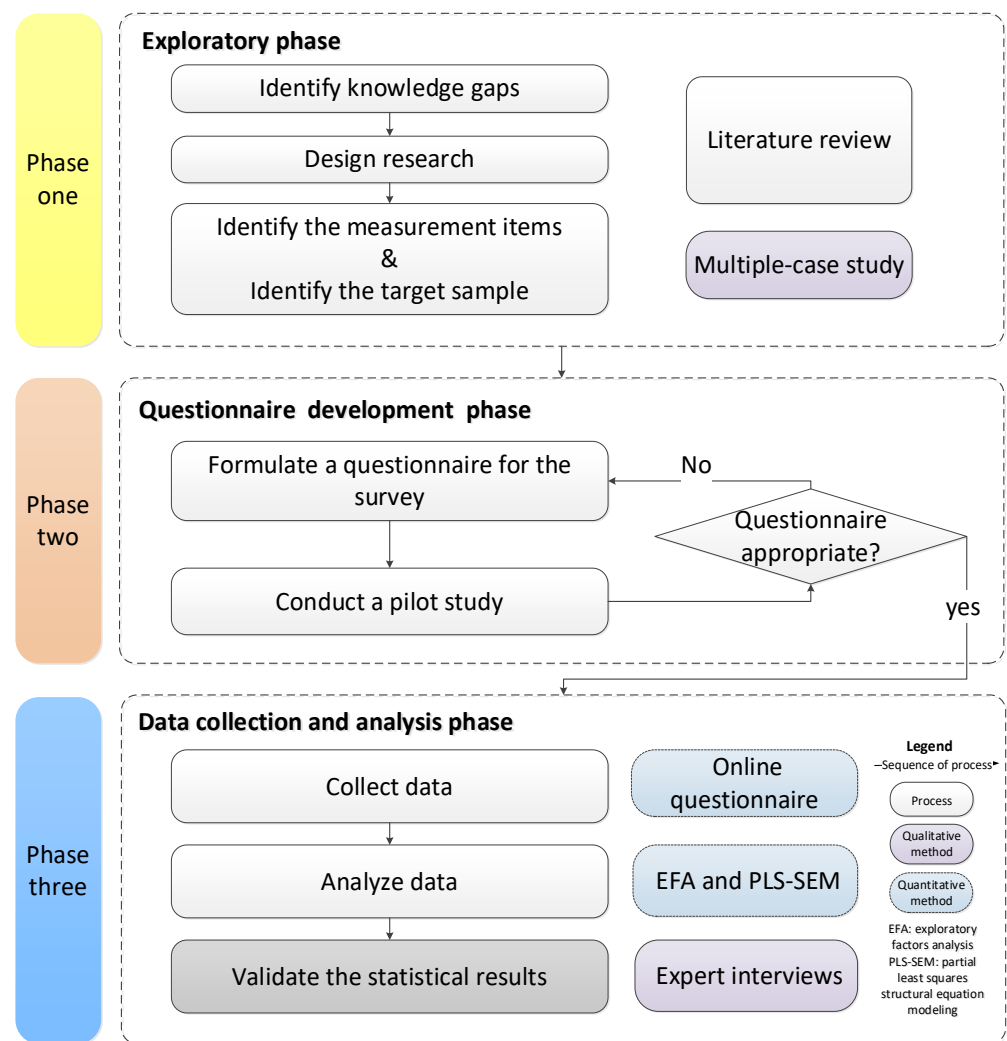 Phase
one
Exploratory phase
Identify knowledge gaps
Design research
Identify the measurement items
&
Identify the target sample
Literature review
Multiple-case study
Phase
two
Questionnaire development phase
Formulate a questionnaire for the
survey
Conduct a pilot study
No
Questionnaire
appropriate?
yes
Phase
three
Data collection and analysis phase
Collect data
Analyze data
Validate the statistical results
Online
questionnaire
EFA and PLS-SEM
Expert interviews
Legend
Sequence of process
Process
Qualitative
method
Quantitative
method
EFA: exploratory
factors analysis
PLS-SEM: partial
least squares
structural equation
modeling